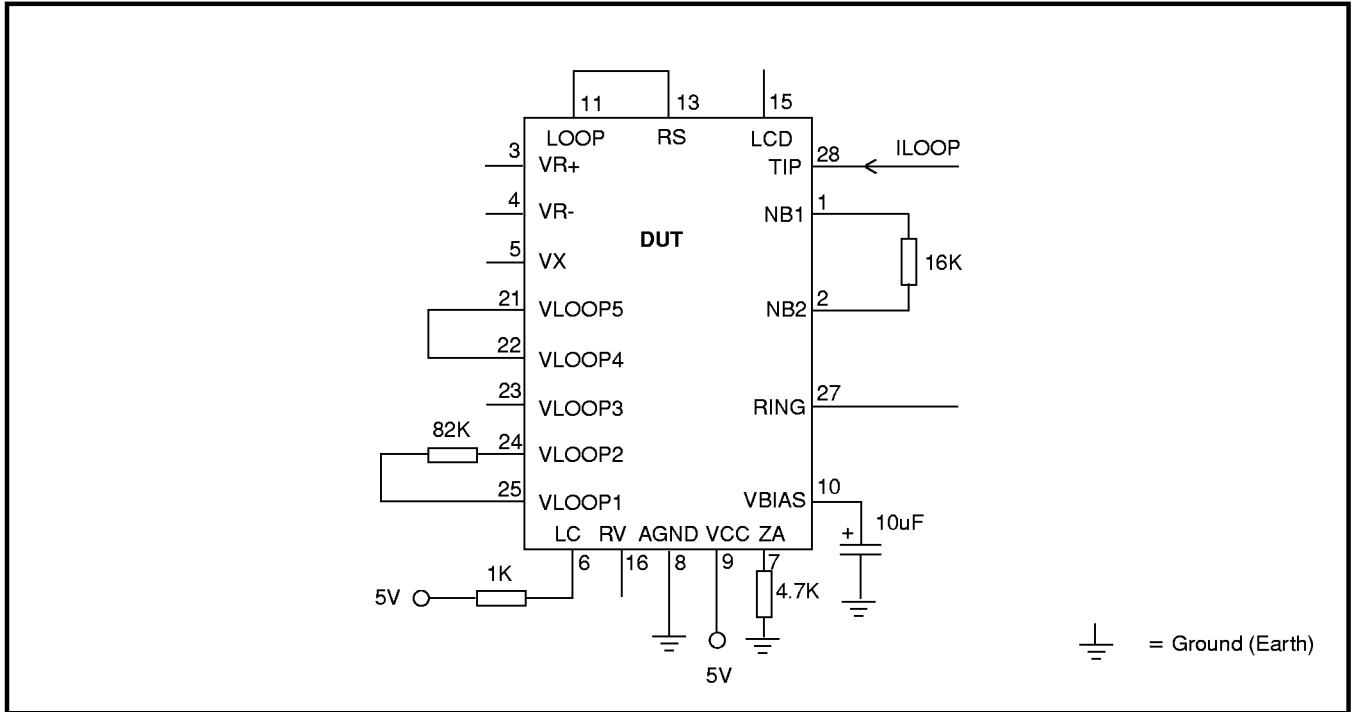 11 13 15
LOOP RS LCD
3 VR+
TIP 28 ILOOP
4 VR-
NB1 1
DUT
5 VX
16K
21 VLOOP5
NB2 2
22 VLOOP4
23 VLOOP3
RING 27
82K
24 VLOOP2
25 VLOOP1
VBIAS 10
+ 10uF
LC RV AGND VCC ZA
6 16 8 9 7
1K
5V
4.7K
5V
= Ground (Earth)